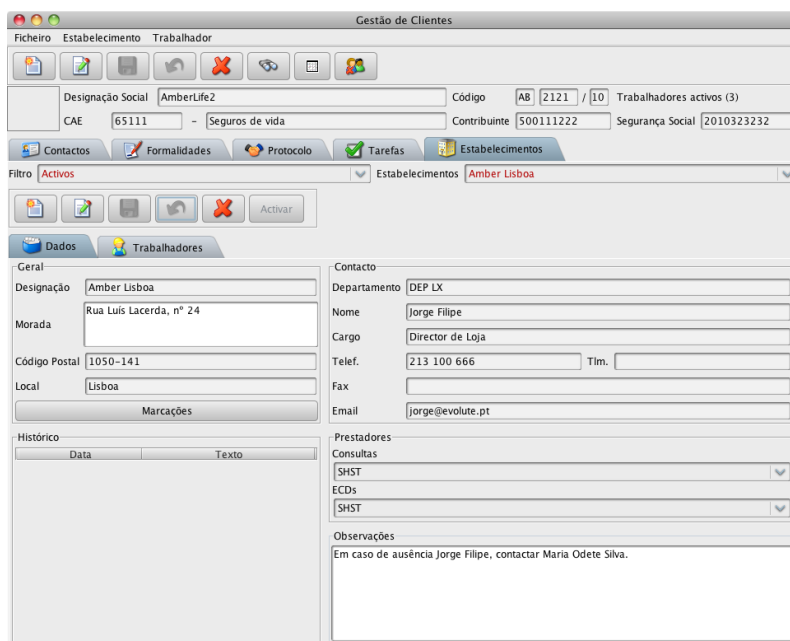 Gestão de Clientes
Ficheiro Estabelecimento Trabalhador
Designação Social AmberLife2 Código AB 2121 / 10 Trabalhadores activos (3)
CAE 65111 - Seguros de vida Contribuinte 500111222 Segurança Social 2010323232
Contactos Formalidades Protocolo Tarefas Estabelecimentos
Filtro Activos Estabelecimentos Amber Lisboa
Activar
Dados Trabalhadores
Geral
Designação Amber Lisboa
Morada Rua Luís Lacerda, nº 24
Código Postal 1050-141
Local Lisboa
Marcações
Contacto
Departamento DEP LX
Nome Jorge Filipe
Cargo Director de Loja
Telef. 213 100 666 Tlm.
Fax
Email jorge@evolute.pt
Histórico
Data Texto
Prestadores
Consultas
SHST
ECDs
SHST
Observações
Em caso de ausência Jorge Filipe, contactar Maria Odete Silva.